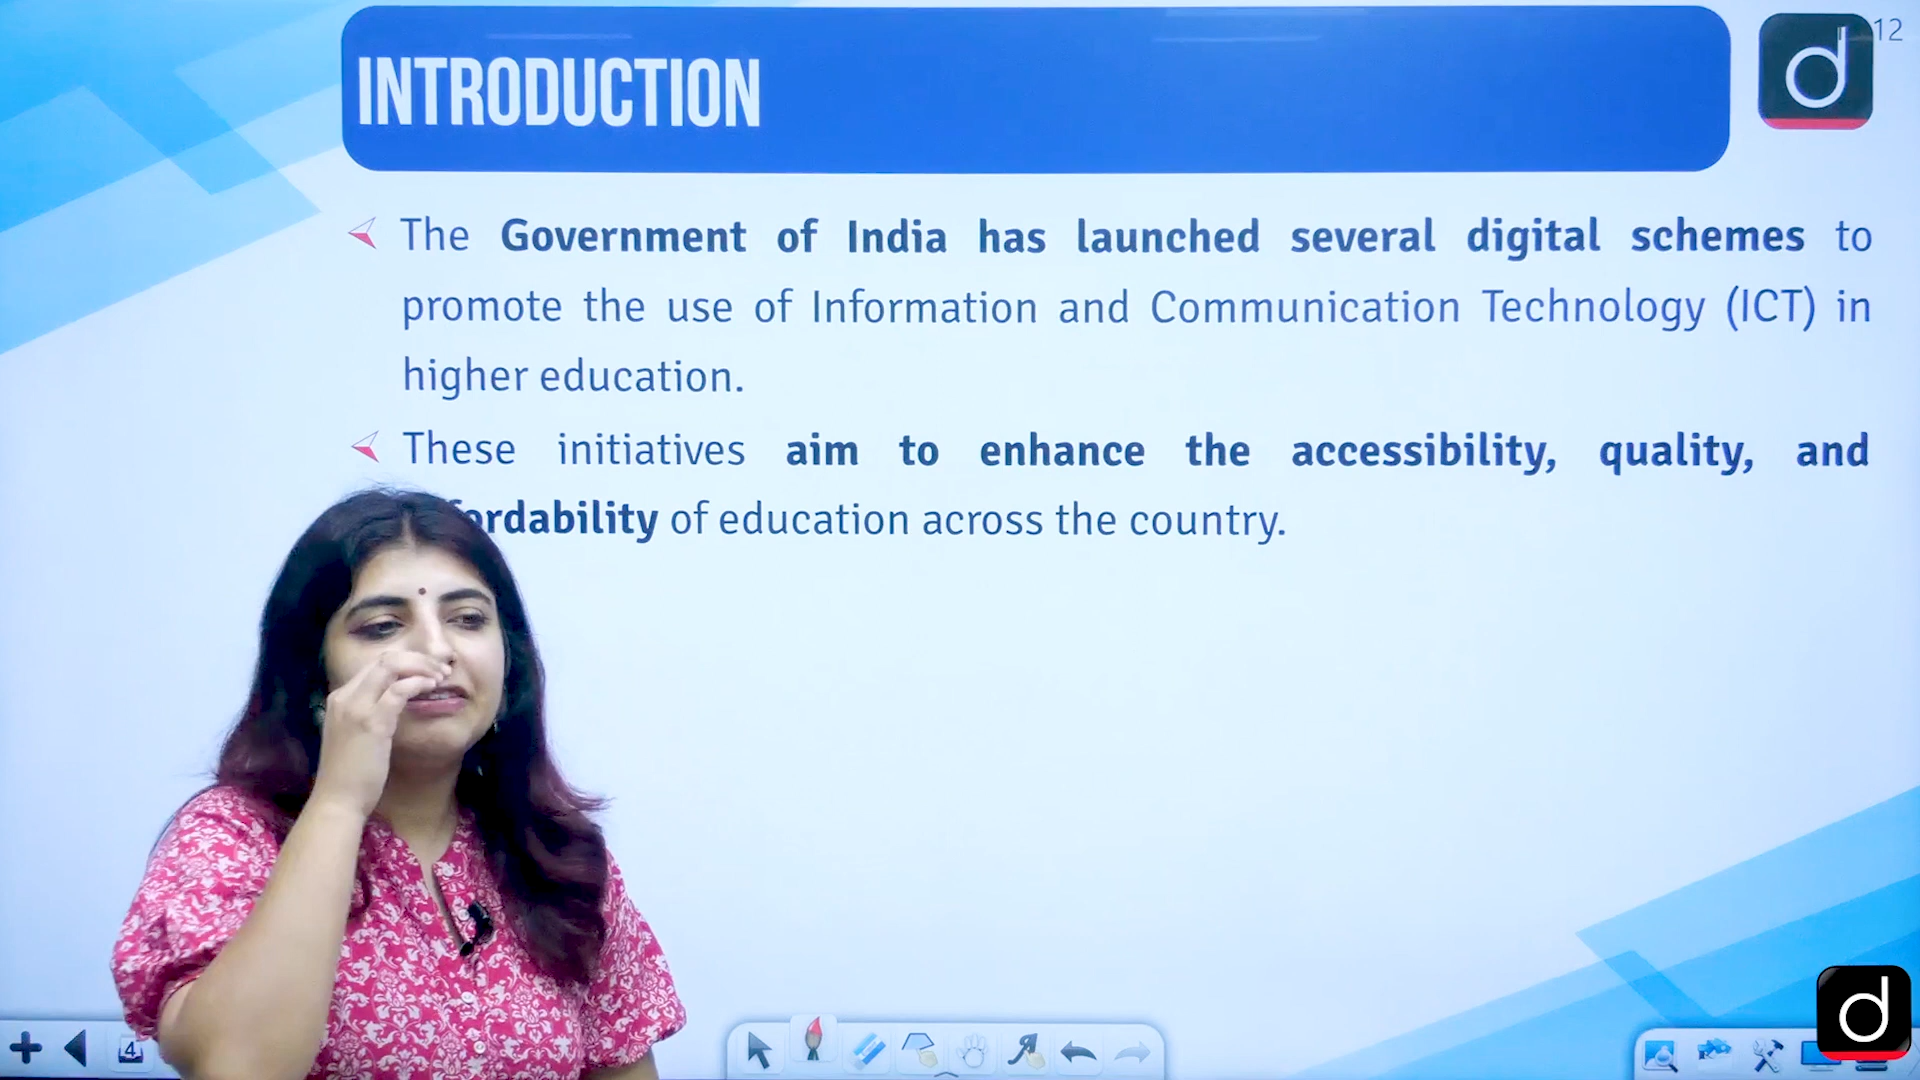 INTRODUCTION
12
The Government of India has launched several digital schemes to
promote the use of Information and Communication Technology (ICT) in
higher education.
These initiatives aim to enhance the accessibility, quality, and
ordability of education across the country.
4
d
d